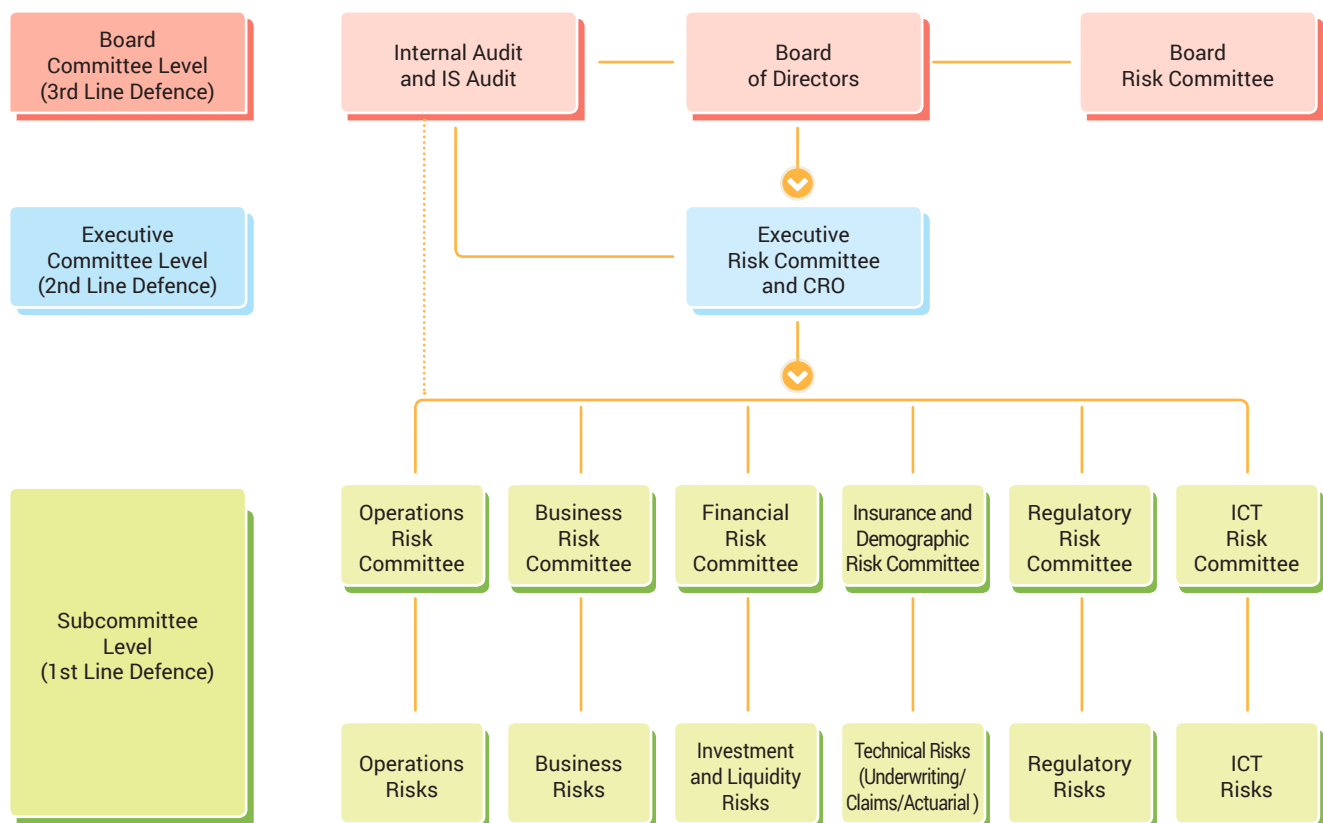 Board
Committee Level
(3rd Line Defence)
Internal Audit
and IS Audit
Board
of Directors
Board
Risk Committee
Executive
Committee Level
(2nd Line Defence)
Executive
Risk Committee
and CRO
Subcommittee
Level
(1st Line Defence)
Operations
Risk
Committee
Business
Risk
Committee
Financial
Risk
Committee
Insurance and
Demographic
Risk Committee
Regulatory
Risk
Committee
ICT
Risk
Committee
Operations
Risks
Business
Risks
Investment
and Liquidity
Risks
Technical Risks
(Underwriting/
Claims/Actuarial )
Regulatory
Risks
ICT
Risks